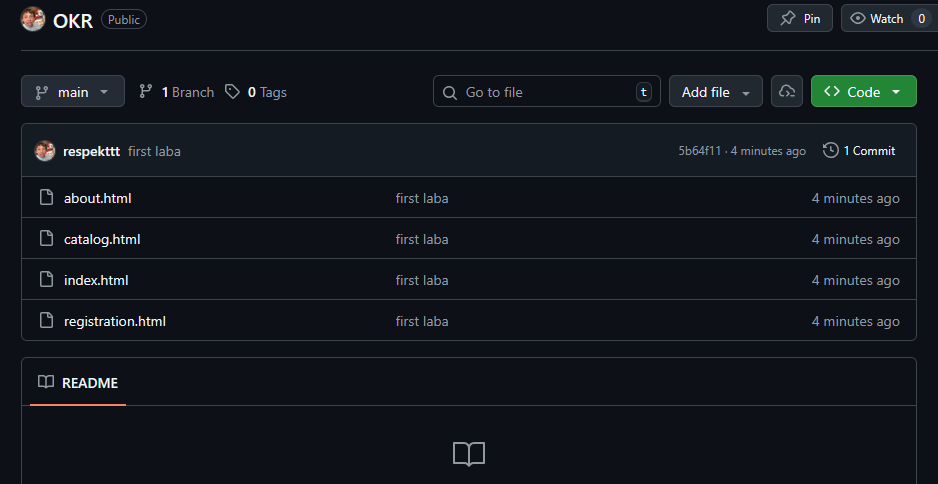 OKR Public Pin Watch 0
main 1 Branch 0 Tags Go to file t Add file Code
respekttt first laba 5b64f11 · 4 minutes ago 1 Commit
about.html first laba 4 minutes ago
catalog.html first laba 4 minutes ago
index.html first laba 4 minutes ago
registration.html first laba 4 minutes ago
README